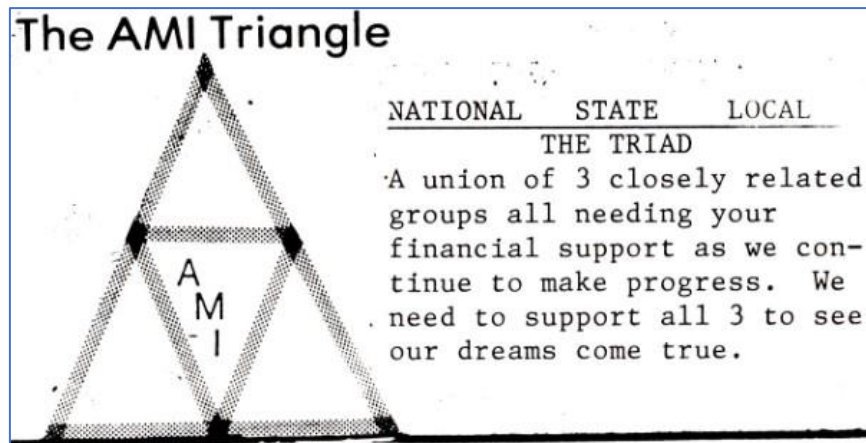 The AMI Triangle
NATIONAL STATE LOCAL
THE TRIAD
A union of 3 closely related
groups all needing your
financial support as we con-
tinue to make progress. We
need to support all 3 to see
our dreams come true.
A
M
I